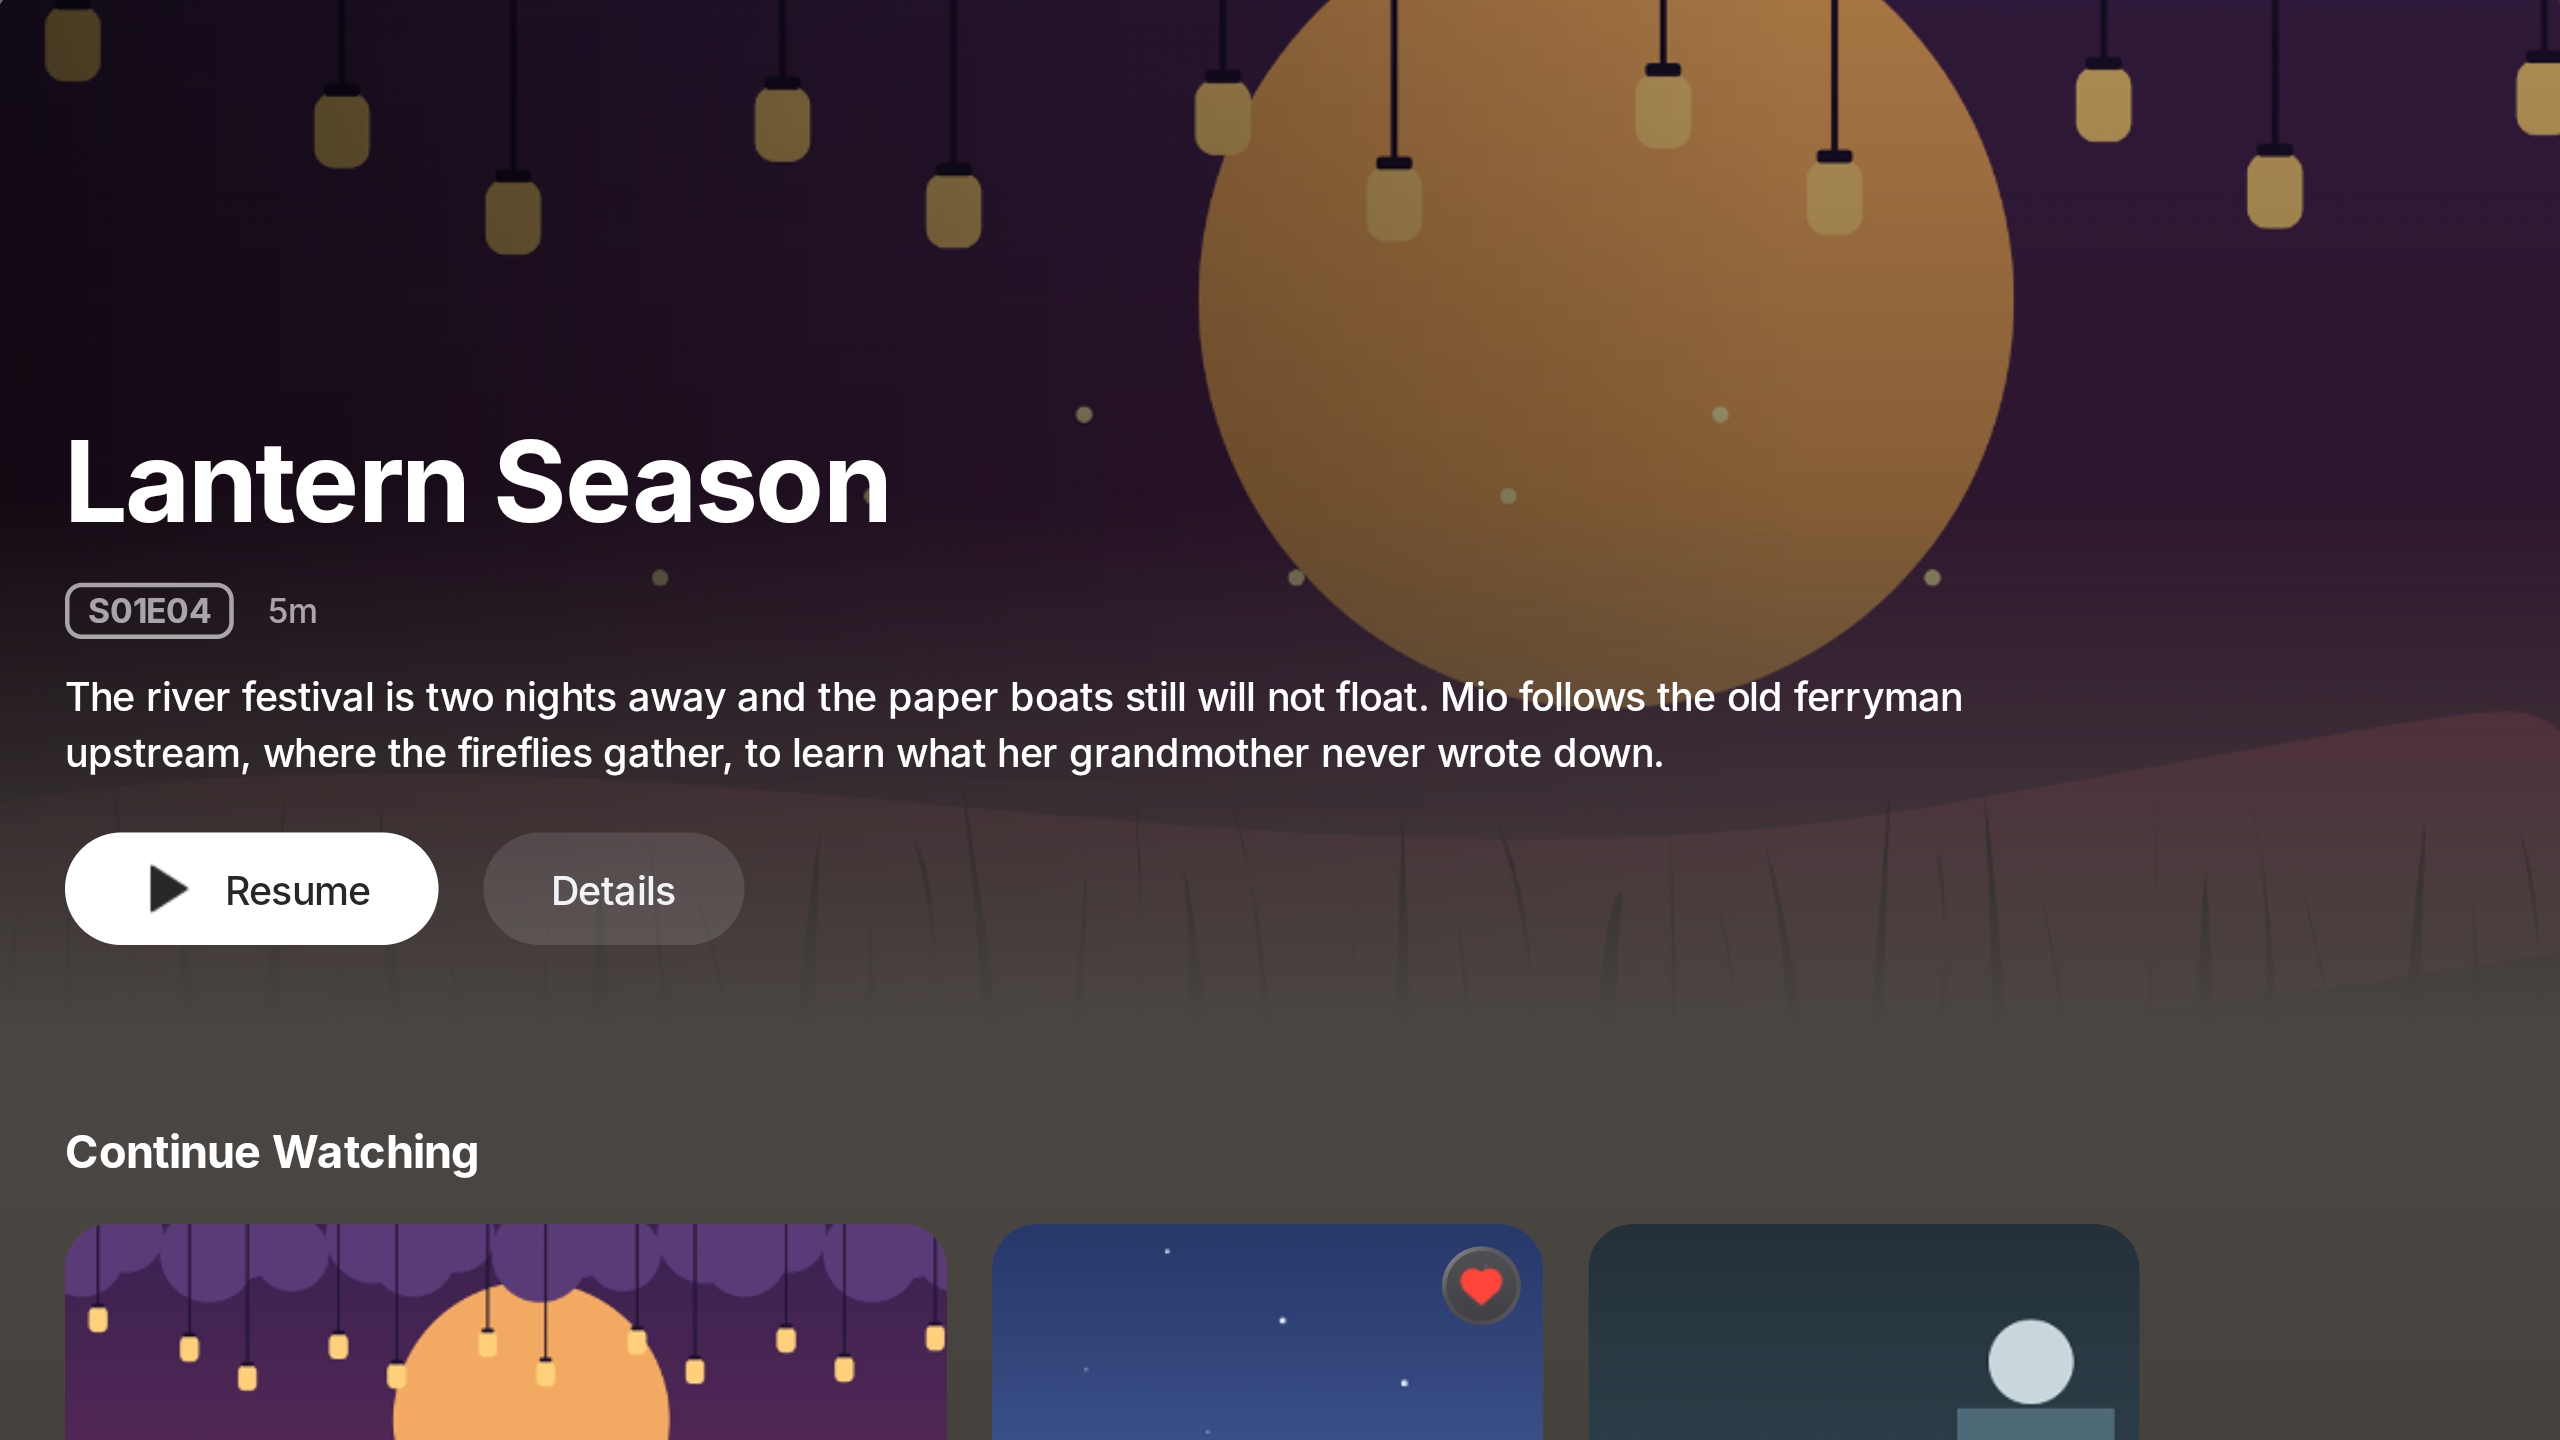 Lantern Season
S01E04 5m
The river festival is two nights away and the paper boats still will not float. Mio follows the old ferryman
upstream, where the fireflies gather, to learn what her grandmother never wrote down.
Resume Details
Continue Watching